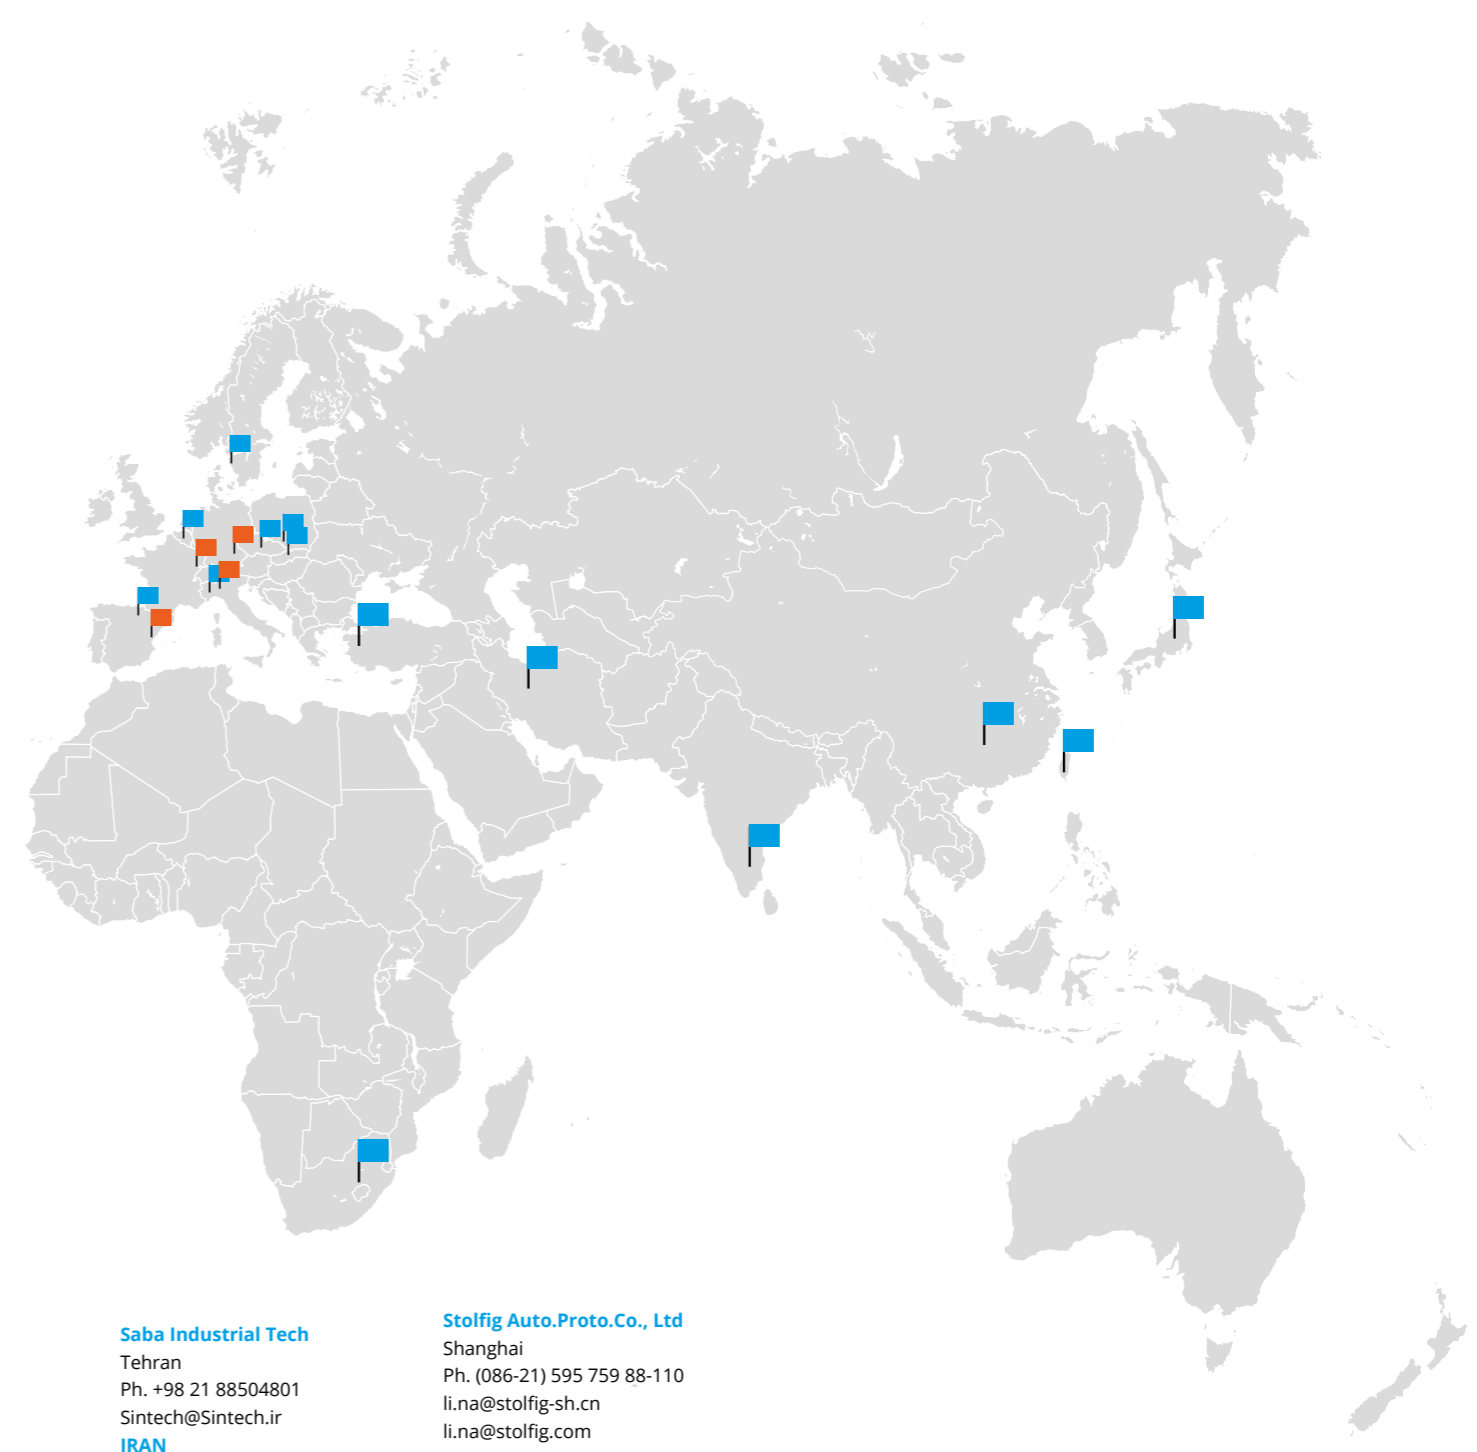 Saba Industrial Tech
Tehran
Ph. +98 21 88504801
Sintech@Sintech.ir
IRAN
Stolfig Auto.Proto.Co., Ltd
Shanghai
Ph. (086-21) 595 759 88-110
li.na@stolfig-sh.cn
li.na@stolfig.com